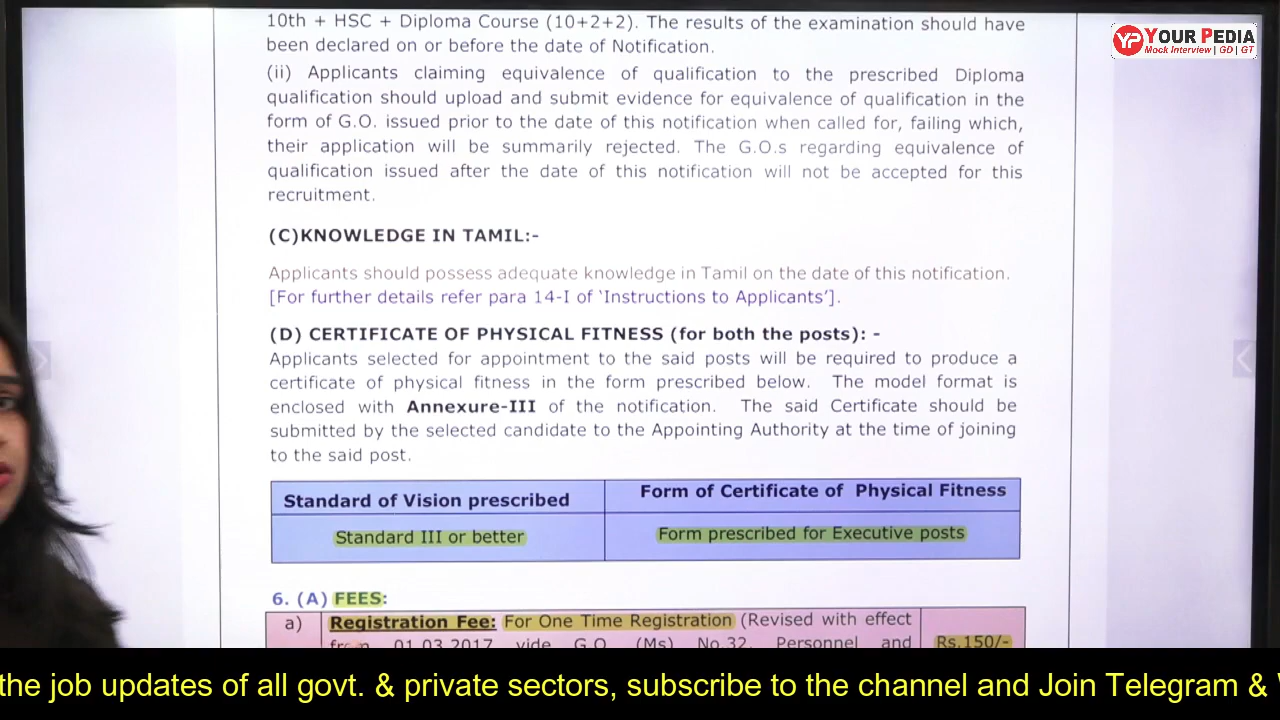 10th + HSC + Diploma Course (10+2+2). The results of the examination should have
been declared on or before the date of Notification.
YOUR PEDIA
Mock Interview | GD | GT
(ii) Applicants claiming equivalence of qualification to the prescribed Diploma
qualification should upload and submit evidence for equivalence of qualification in the
form of G.O. issued prior to the date of this notification when called for, failing which,
their application will be summarily rejected. The G.O.s regarding equivalence of
qualification issued after the date of this notification will not be accepted for this
recruitment.
(C)KNOWLEDGE IN TAMIL:-
Applicants should possess adequate knowledge in Tamil on the date of this notification.
[For further details refer para 14-I of 'Instructions to Applicants'].
(D) CERTIFICATE OF PHYSICAL FITNESS (for both the posts): -
Applicants selected for appointment to the said posts will be required to produce a
certificate of physical fitness in the form prescribed below. The model format is
enclosed with Annexure-III of the notification. The said Certificate should be
submitted by the selected candidate to the Appointing Authority at the time of joining
to the said post.
Standard of Vision prescribed
Form of Certificate of Physical Fitness
Standard III or better
Form prescribed for Executive posts
6. (A) FEES:
a) Registration Fee: For One Time Registration (Revised with effect
from 01.03.2017 vide G.O. (Ms) No.32, Personnel and
Rs.150/-
the job updates of all govt. & private sectors, subscribe to the channel and Join Telegram &